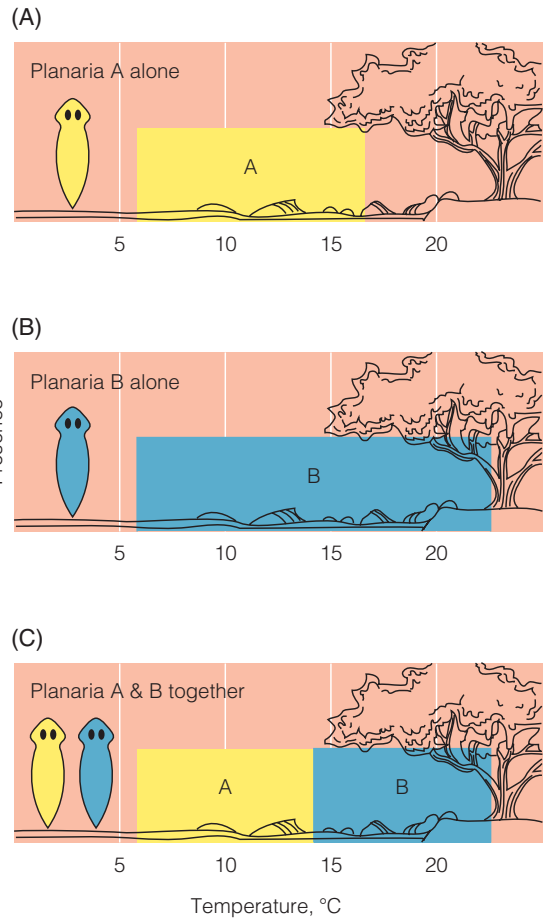 (A)
Planaria A alone
A
5 10 15 20
(B)
Planaria B alone
B
5 10 15 20
(C)
Planaria A & B together
A B
5 10 15 20
Temperature, °C